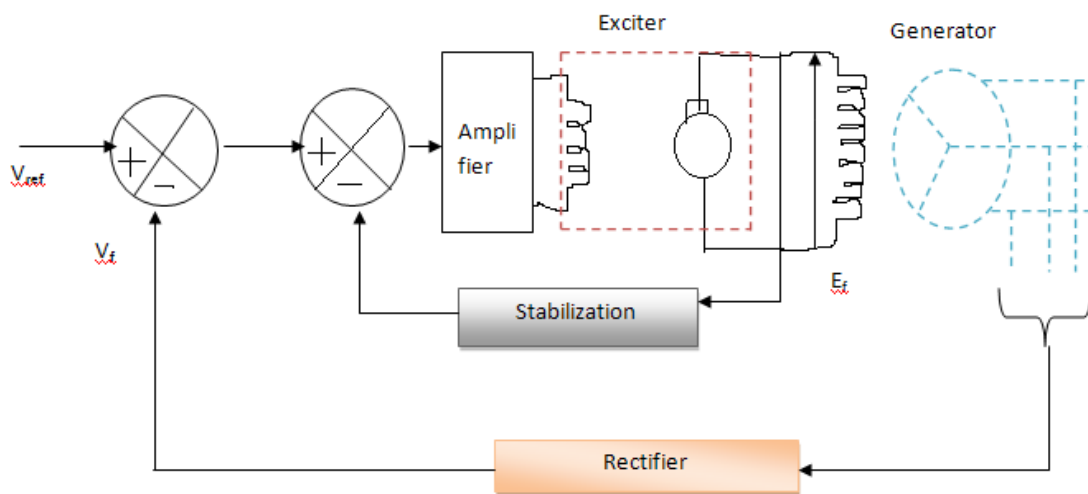 Exciter
Generator
Ampli
fier
+
−
+
−
Vref
Vf
Ef
Stabilization
Rectifier